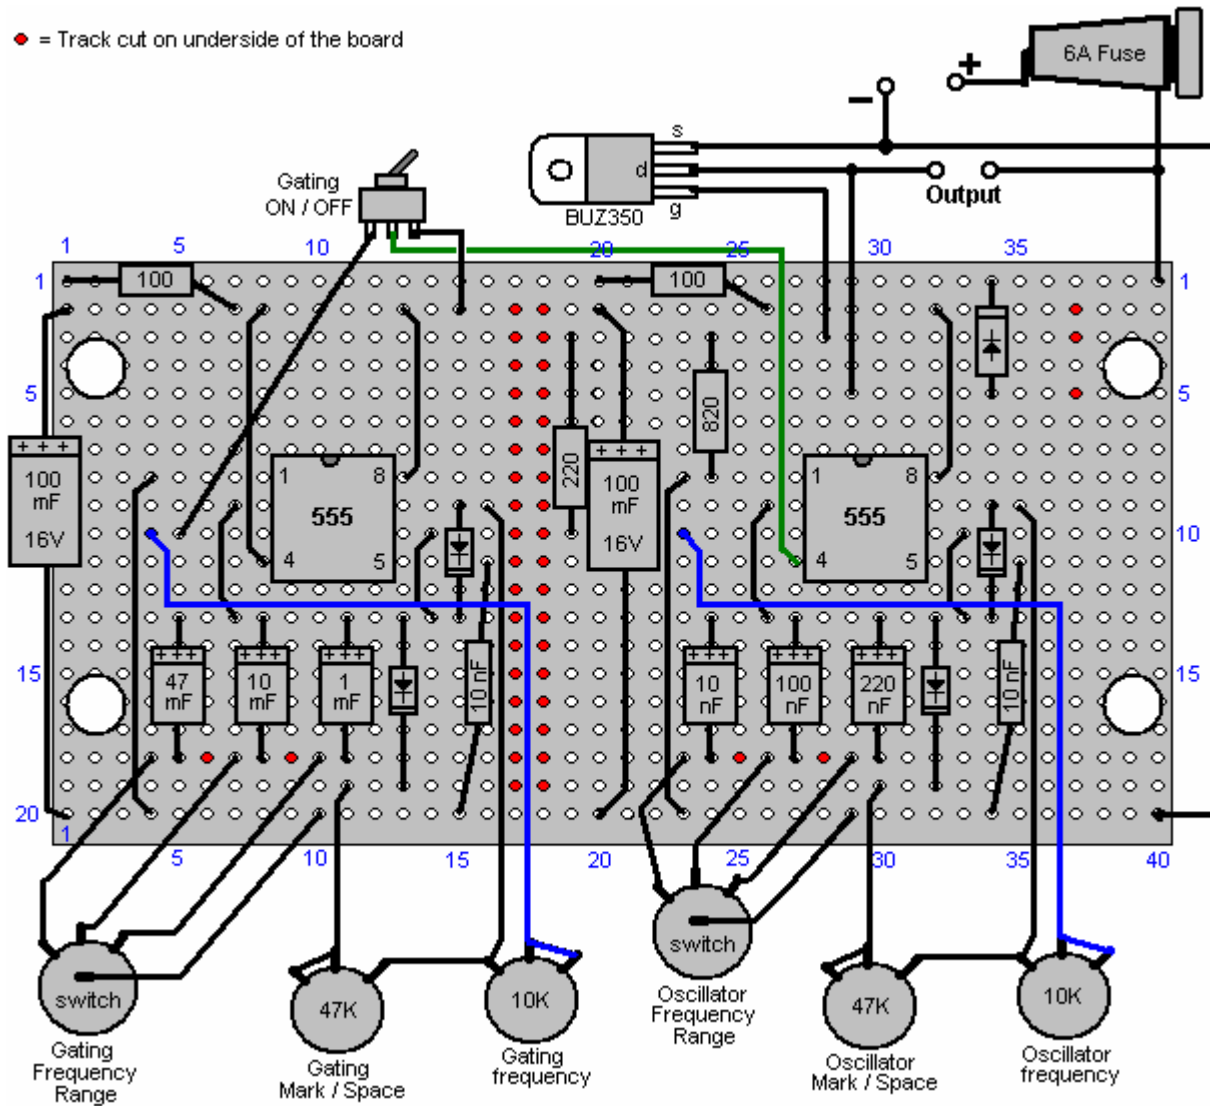 = Track cut on underside of the board
6A Fuse
+
−
s
d
g
BUZ350
Output
Gating
ON / OFF
1 5 10 20 25 30 35
1 100 100 1
5 5
+ + +
100
mF
16V
1 8
555
4 5
220
+ + +
100
mF
16V
820
1 8
555
4 5
10 10
15 15
+ + +
47
mF
+ + +
10
mF
+ + +
1
mF
10 nF
+ + +
10
nF
+ + +
100
nF
+ + +
220
nF
10 nF
20 20
1 5 10 15 20 25 30 35 40
switch
Gating
Frequency
Range
47K
Gating
Mark / Space
10K
Gating
frequency
switch
Oscillator
Frequency
Range
47K
Oscillator
Mark / Space
10K
Oscillator
frequency